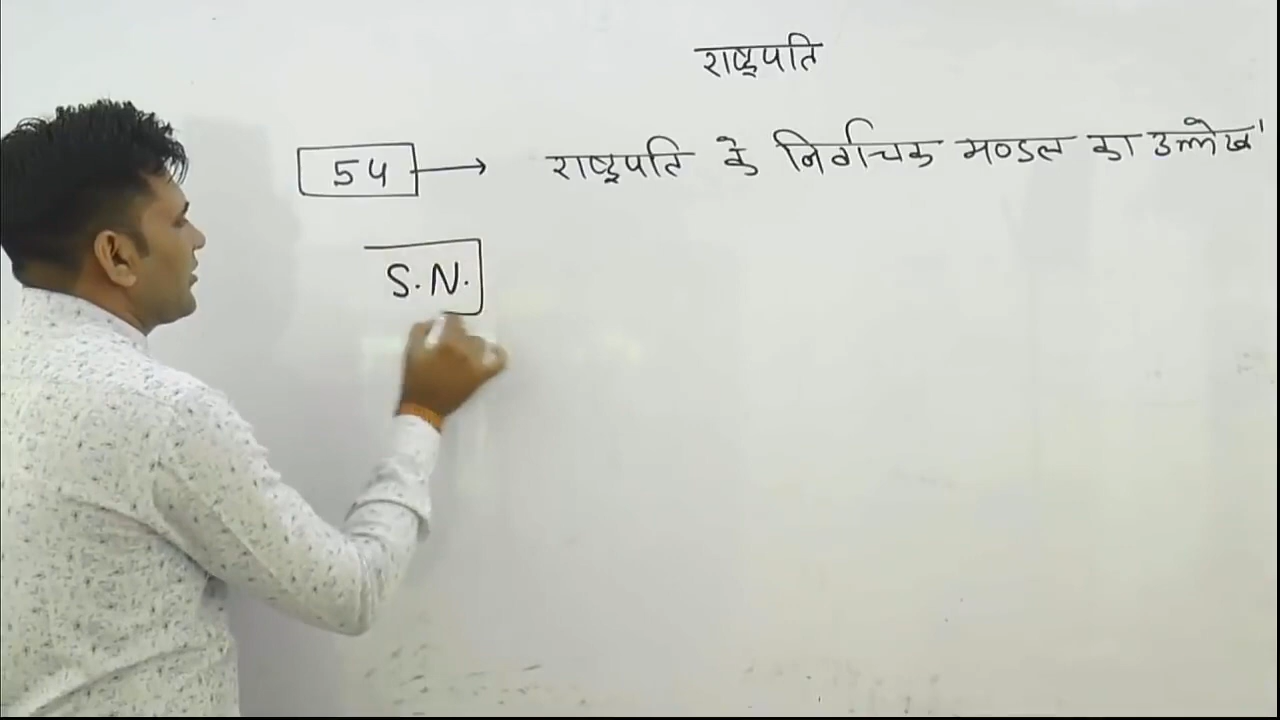 राष्ट्रपति
54 → राष्ट्रपति के निर्वाचक मण्डल का उल्लेख।
S.N.